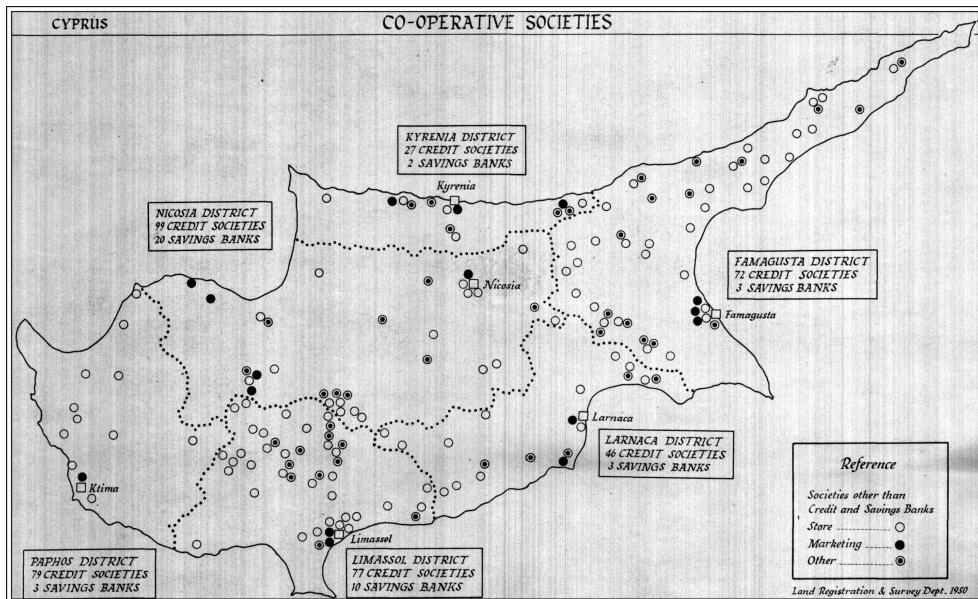 CYPRUS
CO-OPERATIVE SOCIETIES
KYRENIA DISTRICT
27 CREDIT SOCIETIES
2 SAVINGS BANKS
Kyrenia
NICOSIA DISTRICT
99 CREDIT SOCIETIES
20 SAVINGS BANKS
Nicosia
FAMAGUSTA DISTRICT
72 CREDIT SOCIETIES
3 SAVINGS BANKS
Famagusta
Larnaca
LARNACA DISTRICT
46 CREDIT SOCIETIES
3 SAVINGS BANKS
Ktima
Limassol
PAPHOS DISTRICT
79 CREDIT SOCIETIES
3 SAVINGS BANKS
LIMASSOL DISTRICT
77 CREDIT SOCIETIES
10 SAVINGS BANKS
Reference
Societies other than
Credit and Savings Banks
Store
Marketing
Other
Land Registration & Survey Dept. 1950